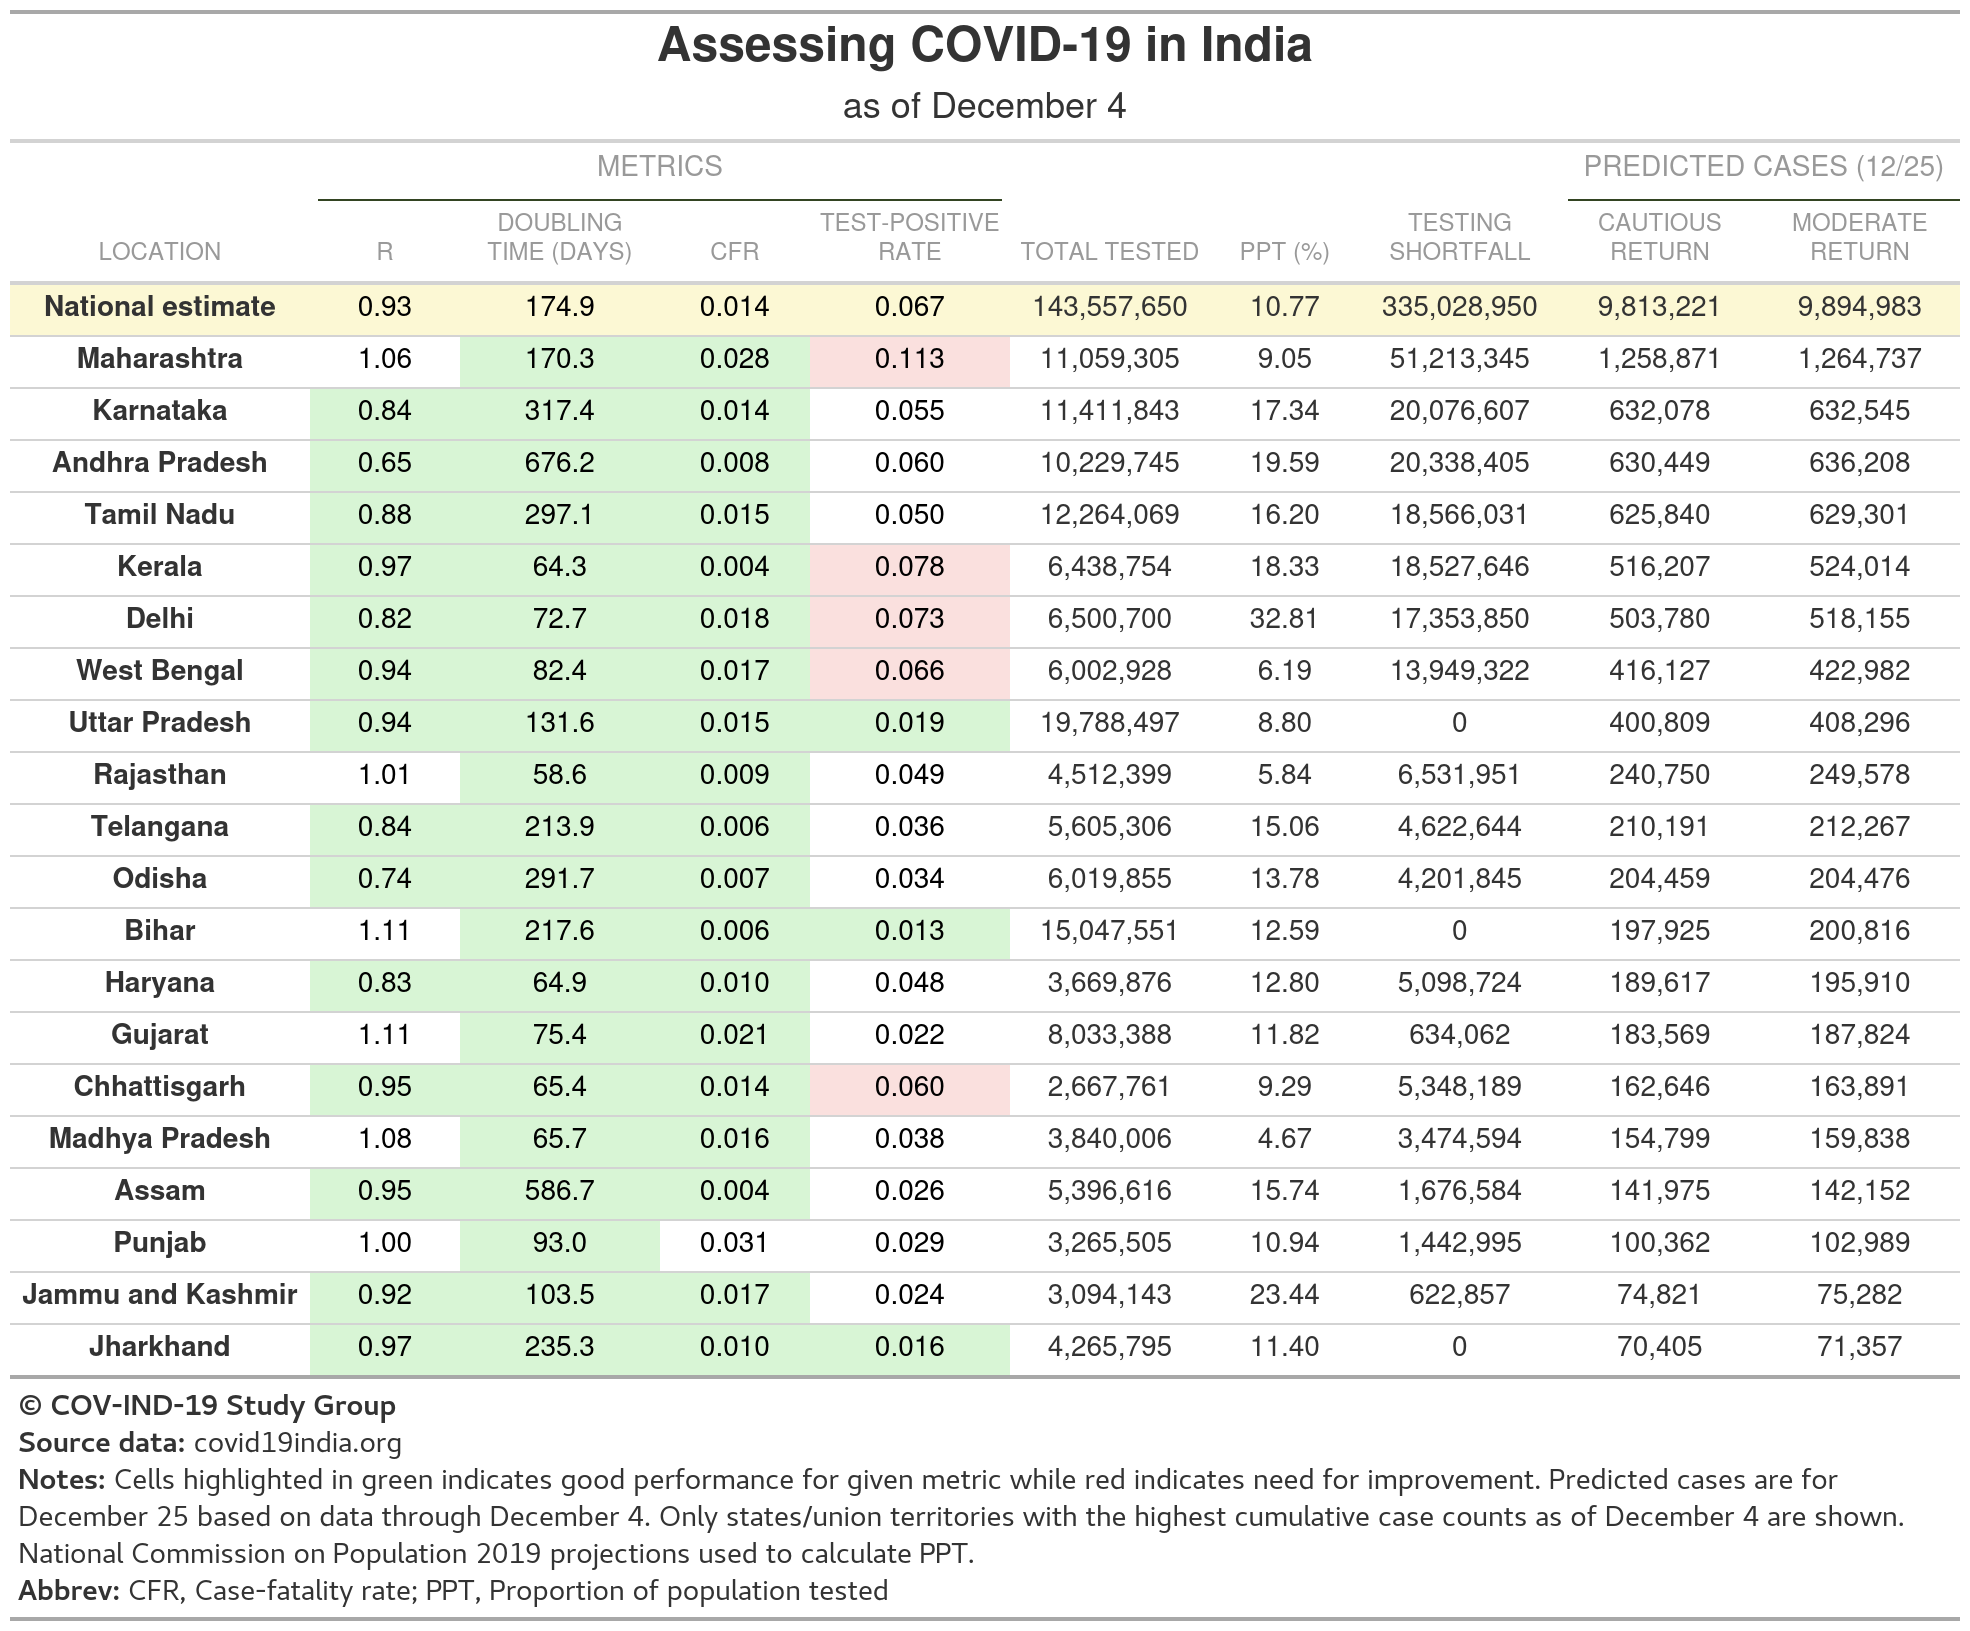 Assessing COVID-19 in India
as of December 4
METRICS PREDICTED CASES (12/25)
LOCATION R DOUBLING TIME (DAYS) CFR TEST-POSITIVE RATE TOTAL TESTED PPT (%) TESTING SHORTFALL CAUTIOUS RETURN MODERATE RETURN
National estimate 0.93 174.9 0.014 0.067 143,557,650 10.77 335,028,950 9,813,221 9,894,983
Maharashtra 1.06 170.3 0.028 0.113 11,059,305 9.05 51,213,345 1,258,871 1,264,737
Karnataka 0.84 317.4 0.014 0.055 11,411,843 17.34 20,076,607 632,078 632,545
Andhra Pradesh 0.65 676.2 0.008 0.060 10,229,745 19.59 20,338,405 630,449 636,208
Tamil Nadu 0.88 297.1 0.015 0.050 12,264,069 16.20 18,566,031 625,840 629,301
Kerala 0.97 64.3 0.004 0.078 6,438,754 18.33 18,527,646 516,207 524,014
Delhi 0.82 72.7 0.018 0.073 6,500,700 32.81 17,353,850 503,780 518,155
West Bengal 0.94 82.4 0.017 0.066 6,002,928 6.19 13,949,322 416,127 422,982
Uttar Pradesh 0.94 131.6 0.015 0.019 19,788,497 8.80 0 400,809 408,296
Rajasthan 1.01 58.6 0.009 0.049 4,512,399 5.84 6,531,951 240,750 249,578
Telangana 0.84 213.9 0.006 0.036 5,605,306 15.06 4,622,644 210,191 212,267
Odisha 0.74 291.7 0.007 0.034 6,019,855 13.78 4,201,845 204,459 204,476
Bihar 1.11 217.6 0.006 0.013 15,047,551 12.59 0 197,925 200,816
Haryana 0.83 64.9 0.010 0.048 3,669,876 12.80 5,098,724 189,617 195,910
Gujarat 1.11 75.4 0.021 0.022 8,033,388 11.82 634,062 183,569 187,824
Chhattisgarh 0.95 65.4 0.014 0.060 2,667,761 9.29 5,348,189 162,646 163,891
Madhya Pradesh 1.08 65.7 0.016 0.038 3,840,006 4.67 3,474,594 154,799 159,838
Assam 0.95 586.7 0.004 0.026 5,396,616 15.74 1,676,584 141,975 142,152
Punjab 1.00 93.0 0.031 0.029 3,265,505 10.94 1,442,995 100,362 102,989
Jammu and Kashmir 0.92 103.5 0.017 0.024 3,094,143 23.44 622,857 74,821 75,282
Jharkhand 0.97 235.3 0.010 0.016 4,265,795 11.40 0 70,405 71,357
© COV-IND-19 Study Group
Source data: covid19india.org
Notes: Cells highlighted in green indicates good performance for given metric while red indicates need for improvement. Predicted cases are for
December 25 based on data through December 4. Only states/union territories with the highest cumulative case counts as of December 4 are shown.
National Commission on Population 2019 projections used to calculate PPT.
Abbrev: CFR, Case-fatality rate; PPT, Proportion of population tested